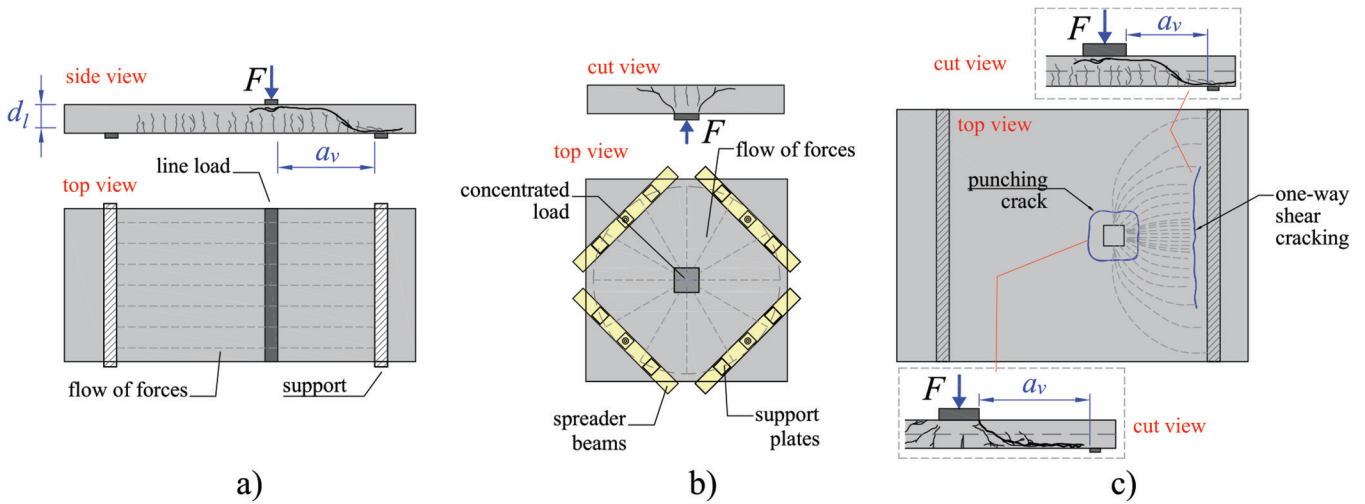 side view
F
d_l
a_v
line load
top view
flow of forces
support
a)
cut view
F
top view
flow of forces
concentrated
load
spreader
beams
support
plates
b)
F
a_v
cut view
top view
punching
crack
one-way
shear
cracking
F
a_v
cut view
c)